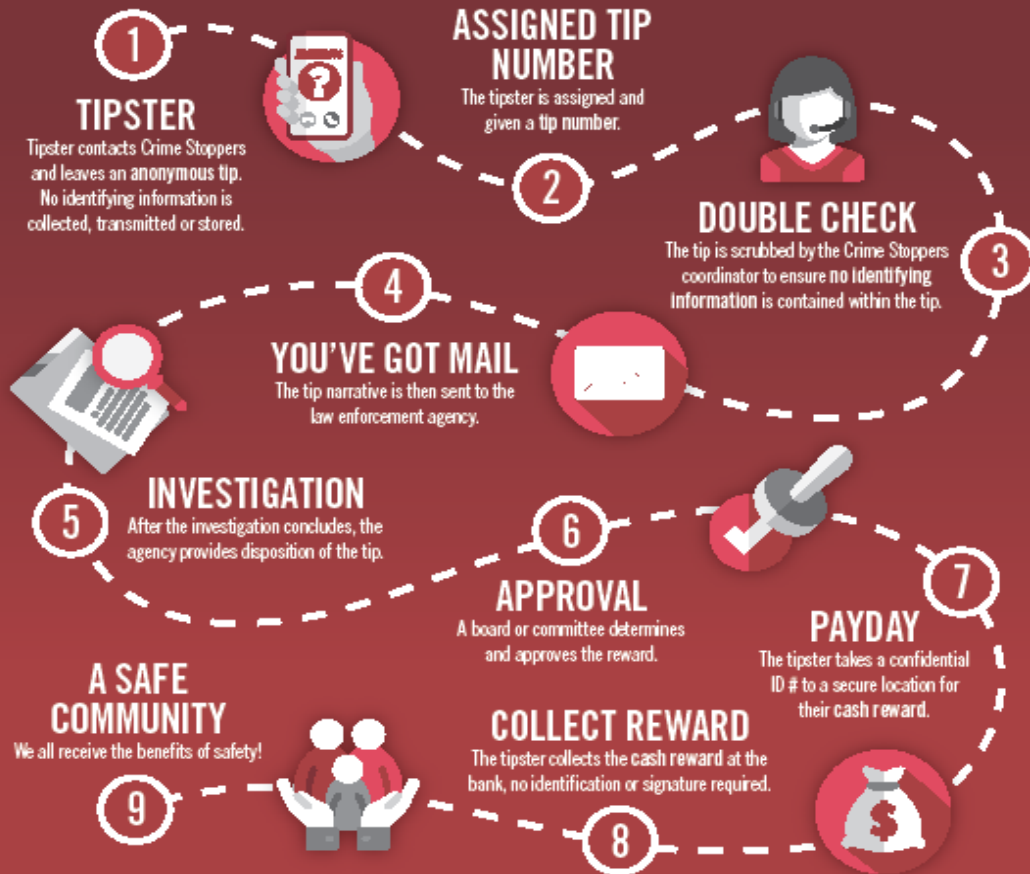 1
TIPSTER
Tipster contacts Crime Stoppers
and leaves an anonymous tip.
No identifying information is
collected, transmitted or stored.
ASSIGNED TIP
NUMBER
The tipster is assigned and
given a tip number.
2
DOUBLE CHECK
The tip is scrubbed by the Crime Stoppers
coordinator to ensure no identifying
information is contained within the tip.
3
4
YOU'VE GOT MAIL
The tip narrative is then sent to the
law enforcement agency.
5
INVESTIGATION
After the investigation concludes, the
agency provides disposition of the tip.
6
APPROVAL
A board or committee determines
and approves the reward.
7
PAYDAY
The tipster takes a confidential
ID # to a secure location for
their cash reward.
$
COLLECT REWARD
The tipster collects the cash reward at the
bank, no identification or signature required.
8
A SAFE
COMMUNITY
We all receive the benefits of safety!
9